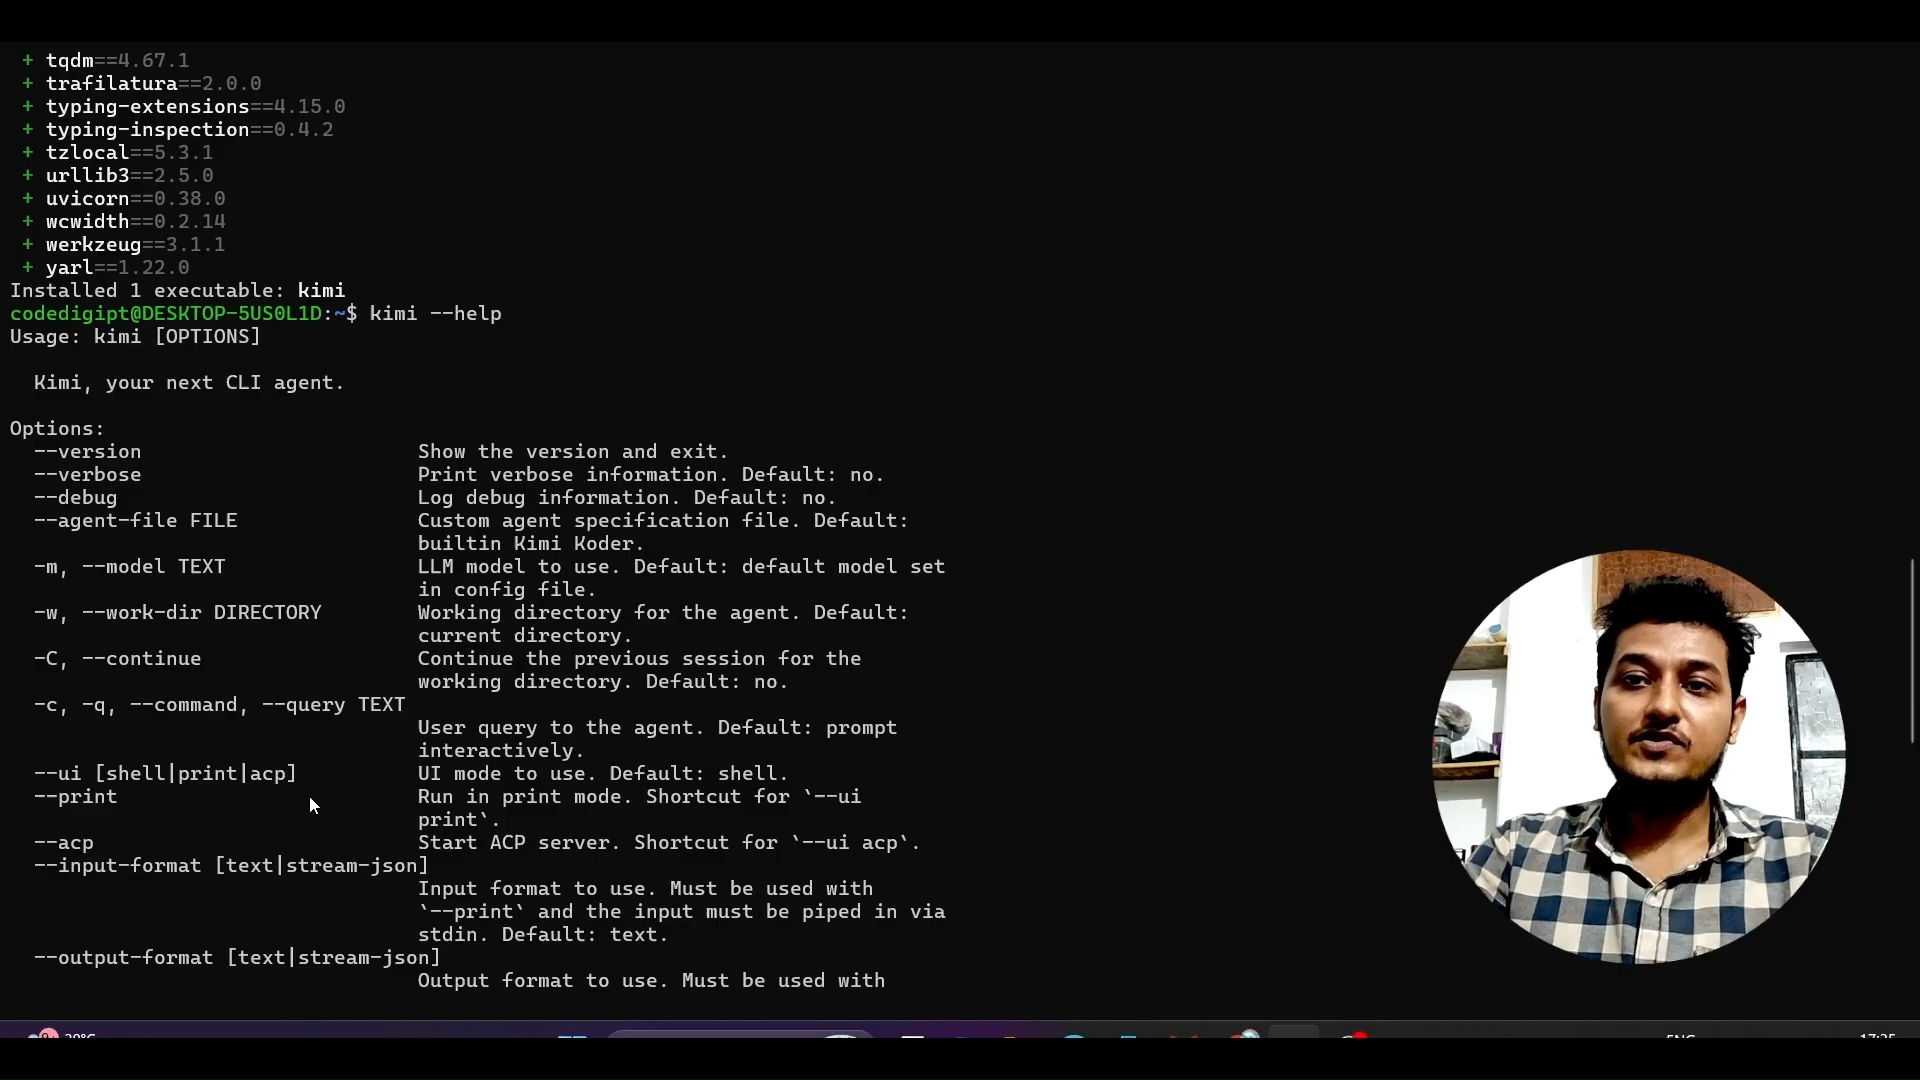 + tqdm==4.67.1
+ trafilatura==2.0.0
+ typing-extensions==4.15.0
+ typing-inspection==0.4.2
+ tzlocal==5.3.1
+ urllib3==2.5.0
+ uvicorn==0.38.0
+ wcwidth==0.2.14
+ werkzeug==3.1.1
+ yarl==1.22.0
Installed 1 executable: kimi
codedigipt@DESKTOP-5US0L1D:~$ kimi --help
Usage: kimi [OPTIONS]
Kimi, your next CLI agent.
Options:
--version Show the version and exit.
--verbose Print verbose information. Default: no.
--debug Log debug information. Default: no.
--agent-file FILE Custom agent specification file. Default:
builtin Kimi Koder.
-m, --model TEXT LLM model to use. Default: default model set
in config file.
-w, --work-dir DIRECTORY Working directory for the agent. Default:
current directory.
-C, --continue Continue the previous session for the
working directory. Default: no.
-c, -q, --command, --query TEXT
User query to the agent. Default: prompt
interactively.
--ui [shell|print|acp] UI mode to use. Default: shell.
--print Run in print mode. Shortcut for `--ui
print`.
--acp Start ACP server. Shortcut for `--ui acp`.
--input-format [text|stream-json]
Input format to use. Must be used with
`--print` and the input must be piped in via
stdin. Default: text.
--output-format [text|stream-json]
Output format to use. Must be used with